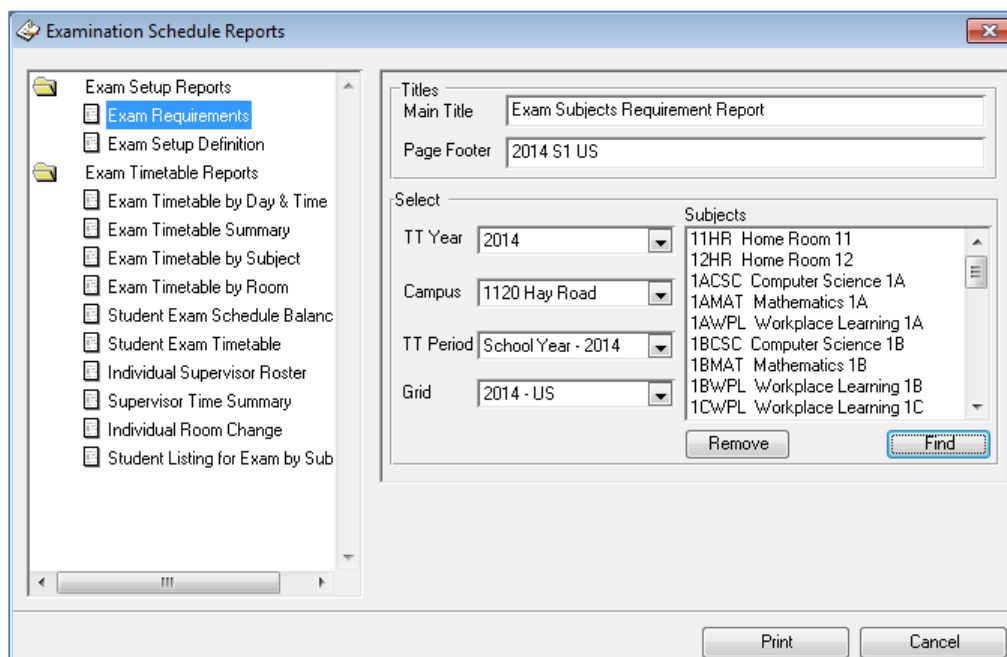 Examination Schedule Reports
Exam Setup Reports
Exam Requirements
Exam Setup Definition
Exam Timetable Reports
Exam Timetable by Day & Time
Exam Timetable Summary
Exam Timetable by Subject
Exam Timetable by Room
Student Exam Schedule Balanc
Student Exam Timetable
Individual Supervisor Roster
Supervisor Time Summary
Individual Room Change
Student Listing for Exam by Sub
Titles
Main Title Exam Subjects Requirement Report
Page Footer 2014 S1 US
Select
TT Year 2014
Campus 1120 Hay Road
TT Period School Year - 2014
Grid 2014 - US
Subjects
11HR Home Room 11
12HR Home Room 12
1ACSC Computer Science 1A
1AMAT Mathematics 1A
1AWPL Workplace Learning 1A
1BCSC Computer Science 1B
1BMAT Mathematics 1B
1BWPL Workplace Learning 1B
1CWPL Workplace Learning 1C
Remove Find
Print Cancel